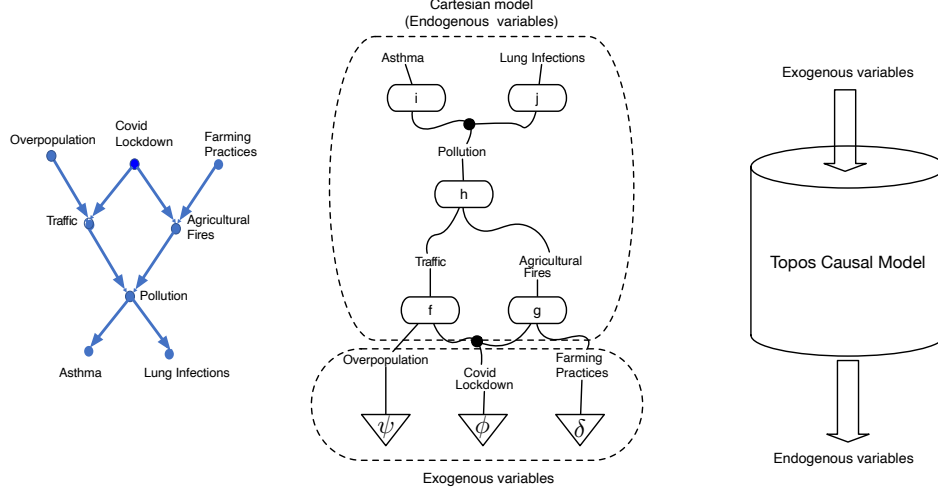 Overpopulation
Covid
Lockdown
Farming
Practices
Traffic
Agricultural
Fires
Pollution
Asthma
Lung Infections
Cartesian model
(Endogenous variables)
Asthma
Lung Infections
i
j
Pollution
h
Traffic
Agricultural
Fires
f
g
Overpopulation
Covid
Lockdown
Farming
Practices
ψ
ϕ
δ
Exogenous variables
Exogenous variables
Topos Causal Model
Endogenous variables